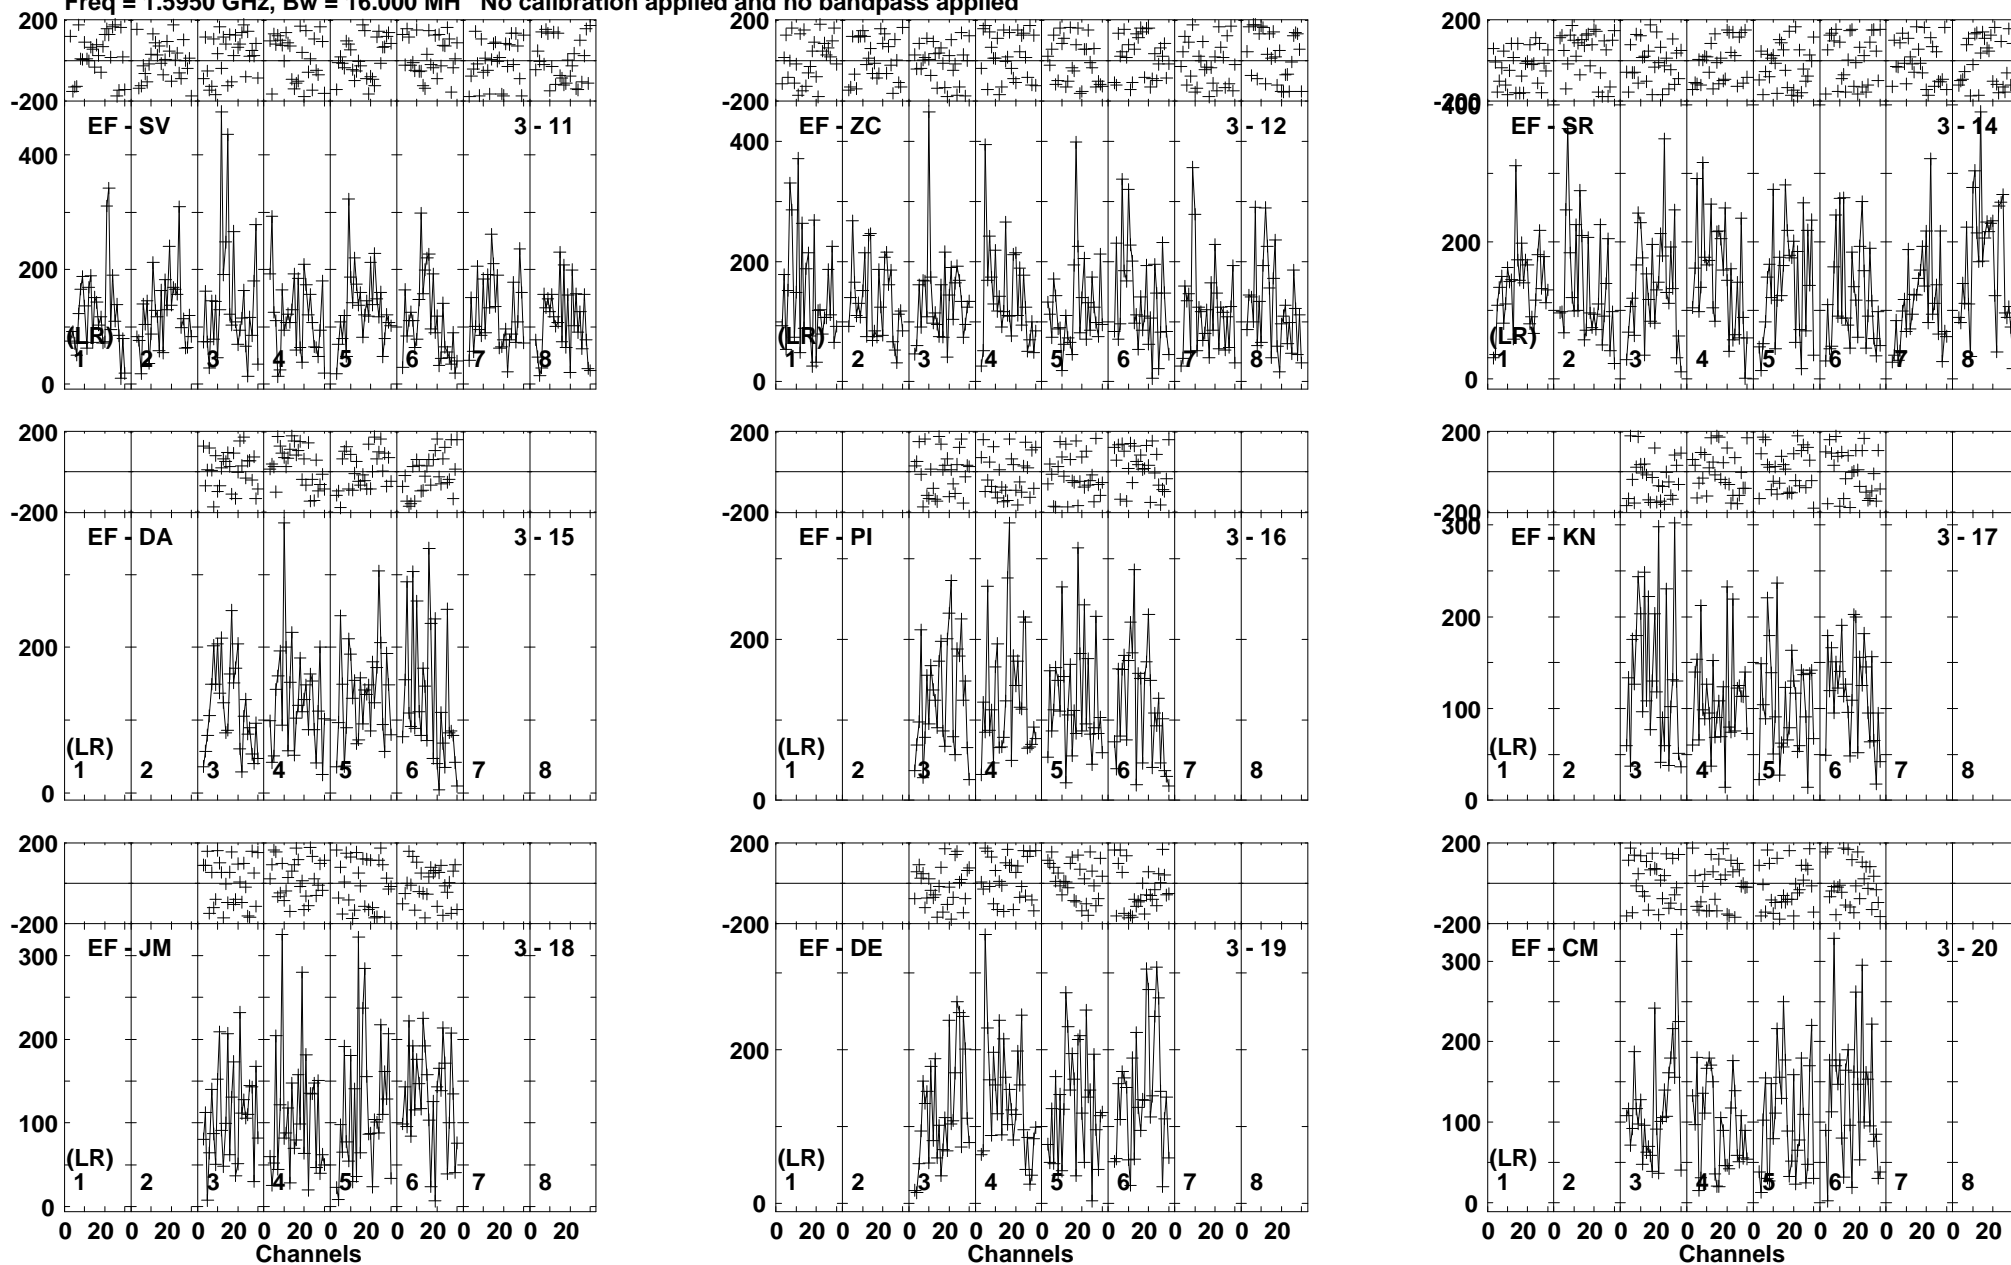 Freq = 1.5950 GHz, Bw = 16.000 MH No calibration applied and no bandpass applied
200 200 200
-200 -200 -200
400
EF - SV 3 - 11 EF - ZC 3 - 12 EF - SR 3 - 14
400 400
200 200 200
(LR) (LR) (LR)
1 2 3 4 5 6 7 8 1 2 3 4 5 6 7 8 1 2 3 4 5 6 7 8
0 0 0
200 200 200
-200 -200 -200
300
EF - DA 3 - 15 EF - PI 3 - 16 EF - KN 3 - 17
200 200 200
100
(LR) (LR) (LR)
1 2 3 4 5 6 7 8 1 2 3 4 5 6 7 8 1 2 3 4 5 6 7 8
0 0 0
200 200 200
-200 -200 -200
EF - JM 3 - 18 EF - DE 3 - 19 EF - CM 3 - 20
300 300
200 200 200
100 100
(LR) (LR) (LR)
1 2 3 4 5 6 7 8 1 2 3 4 5 6 7 8 1 2 3 4 5 6 7 8
0 0 0
0 20 0 20 0 20 0 20 0 20 0 20 0 20 0 20 0 20 0 20 0 20 0 20 0 20 0 20 0 20 0 20 0 20 0 20 0 20 0 20 0 20 0 20 0 20 0 20
Channels Channels Channels